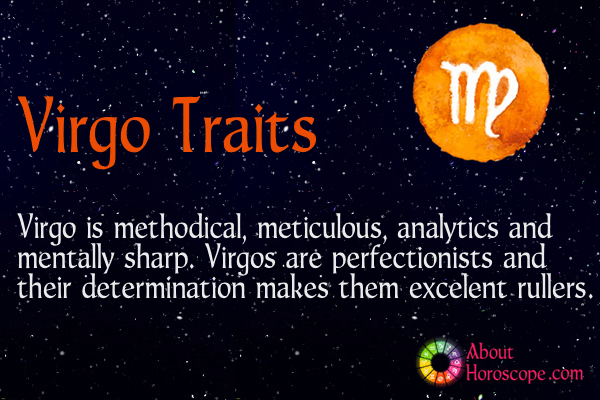 Virgo Traits
Virgo is methodical, meticulous, analytics and
mentally sharp. Virgos are perfectionists and
their determination makes them excelent rullers.
About
Horoscope.com